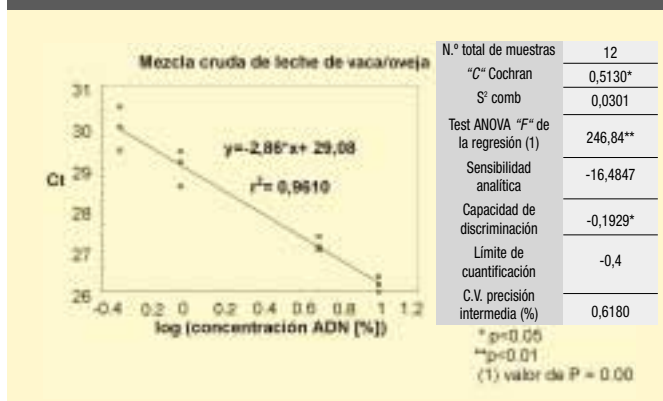 Mezcla cruda de leche de vaca/oveja
31
30
29
28
27
26
Ct
y=-2,86*x+ 29,08
r²= 0,9610
-0.4 0.2 0 0.2 0.4 0.6 0.8 1 1.2
log (concentración ADN [%])
N.º total de muestras 12
"C" Cochran 0,5130*
S² comb 0,0301
Test ANOVA "F" de
la regresión (1) 246,84**
Sensibilidad
analítica -16,4847
Capacidad de
discriminación -0,1929*
Límite de
cuantificación -0,4
C.V. precisión
intermedia (%) 0,6180
* p<0.05
**p<0.01
(1) valor de P = 0.00